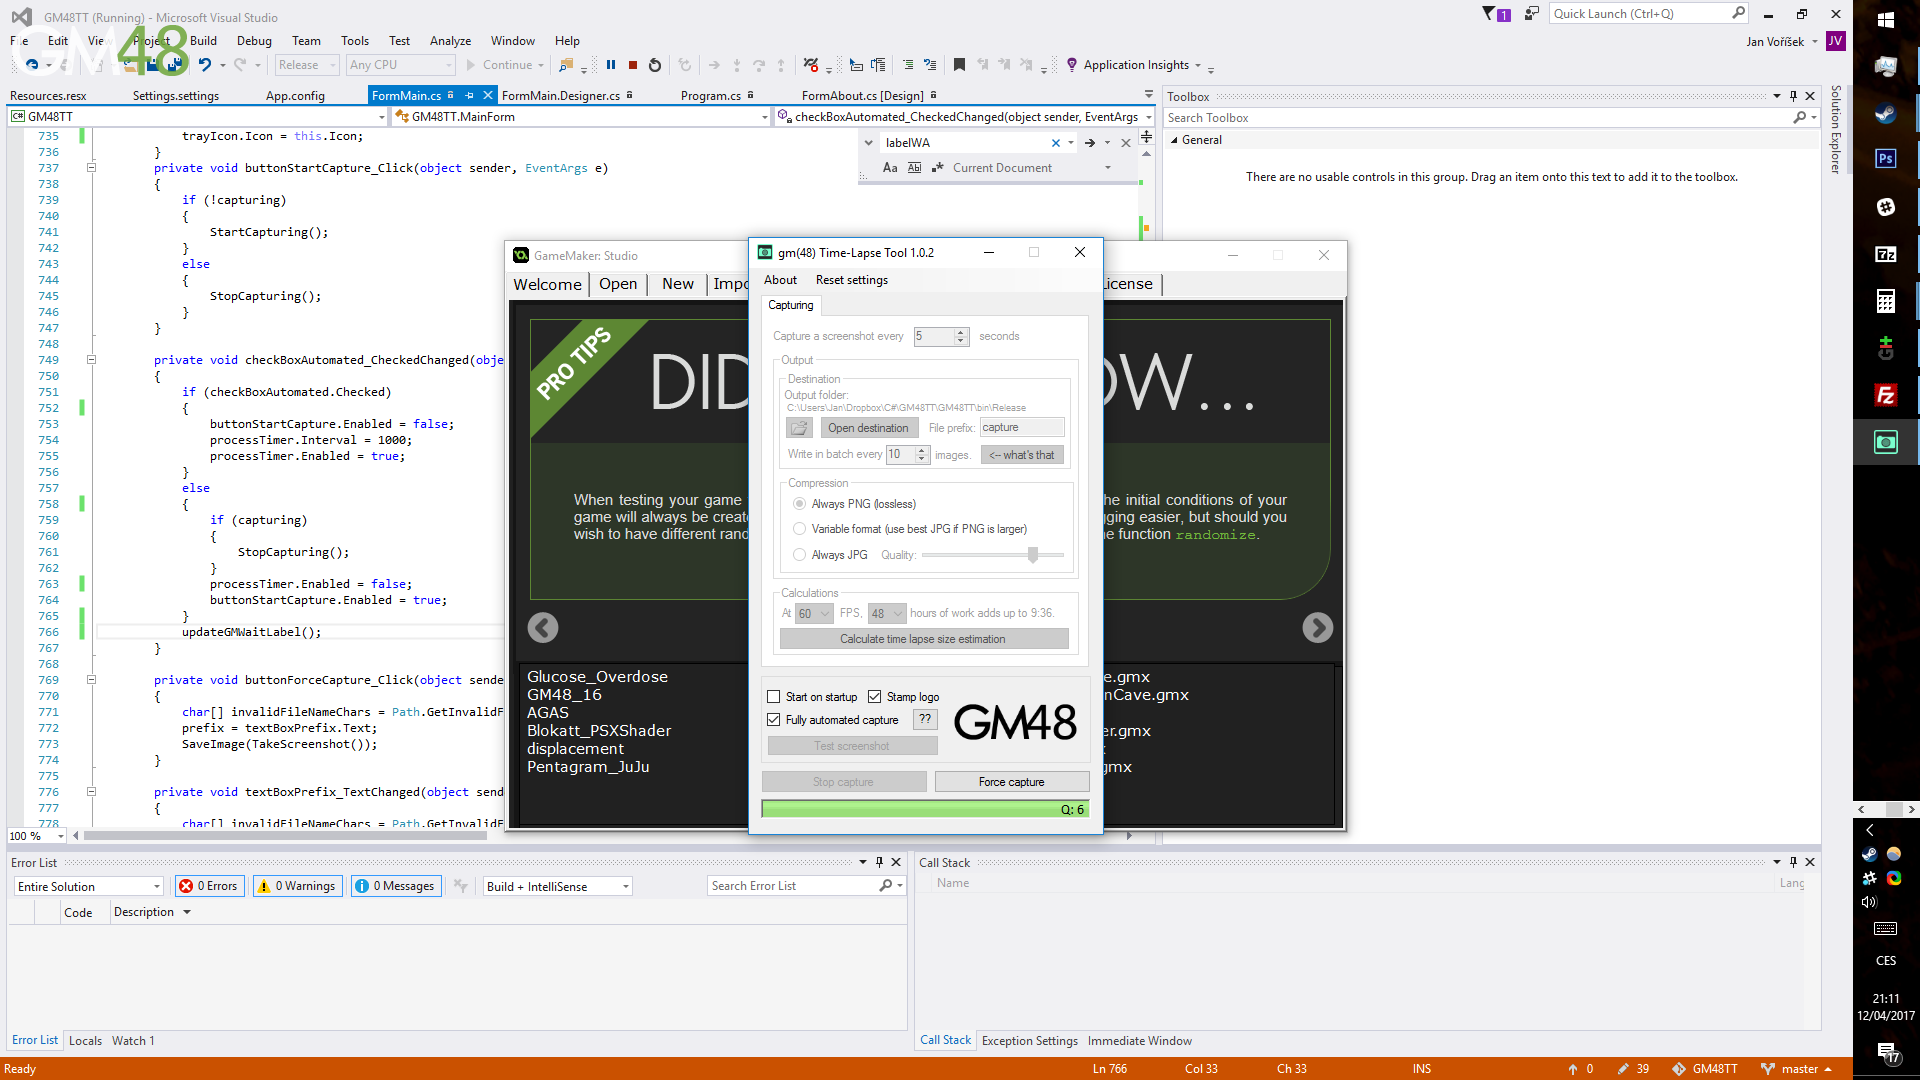 GM48TT (Running) - Microsoft Visual Studio
1
Quick Launch (Ctrl+Q)
File Edit View Project Build Debug Team Tools Test Analyze Window Help
GM48
Jan Voříšek JV
Release Any CPU Continue Application Insights
Resources.resx Settings.settings App.config FormMain.cs FormMain.Designer.cs Program.cs FormAbout.cs [Design]
C# GM48TT GM48TT.MainForm checkBoxAutomated_CheckedChanged(object sender, EventArgs
labelWA
Aa Ab Current Document
735 trayIcon.Icon = this.Icon;
736 }
737 private void buttonStartCapture_Click(object sender, EventArgs e)
738 {
739 if (!capturing)
740 {
741 StartCapturing();
742 }
743 else
744 {
745 StopCapturing();
746 }
747 }
748
749 private void checkBoxAutomated_CheckedChanged(obje
750 {
751 if (checkBoxAutomated.Checked)
752 {
753 buttonStartCapture.Enabled = false;
754 processTimer.Interval = 1000;
755 processTimer.Enabled = true;
756 }
757 else
758 {
759 if (capturing)
760 {
761 StopCapturing();
762 }
763 processTimer.Enabled = false;
764 buttonStartCapture.Enabled = true;
765 }
766 updateGMWaitLabel();
767 }
768
769 private void buttonForceCapture_Click(object sende
770 {
771 char[] invalidFileNameChars = Path.GetInvalidF
772 prefix = textBoxPrefix.Text;
773 SaveImage(TakeScreenshot());
774 }
775
776 private void textBoxPrefix_TextChanged(object send
777 {
778 char[] invalidFileNameChars = Path.GetInvalidF
100 %
Toolbox
Search Toolbox
General
There are no usable controls in this group. Drag an item onto this text to add it to the toolbox.
Solution Explorer
GameMaker: Studio
Welcome Open New Impo License
PRO TIPS
DID OW...
When testing your game the initial conditions of your
game will always be create gging easier, but should you
wish to have different rand e function randomize.
Glucose_Overdose e.gmx
GM48_16 nCave.gmx
AGAS
Blokatt_PSXShader er.gmx
displacement
Pentagram_JuJu gmx
gm(48) Time-Lapse Tool 1.0.2
About Reset settings
Capturing
Capture a screenshot every 5 seconds
Output
Destination
Output folder:
C:\Users\Jan\Dropbox\C#\GM48TT\GM48TT\bin\Release
Open destination File prefix: capture
Write in batch every 10 images. <-- what's that
Compression
Always PNG (lossless)
Variable format (use best JPG if PNG is larger)
Always JPG Quality:
Calculations
At 60 FPS, 48 hours of work adds up to 9:36.
Calculate time lapse size estimation
Start on startup Stamp logo
Fully automated capture ??
GM48
Test screenshot
Stop capture Force capture
Q: 6
Error List
Entire Solution 0 Errors 0 Warnings 0 Messages Build + IntelliSense Search Error List
Code Description
Error List Locals Watch 1
Call Stack
Name Lang
Call Stack Exception Settings Immediate Window
Ready Ln 766 Col 33 Ch 33 INS 0 39 GM48TT master
Ps
7z
Fz
CES
21:11
12/04/2017
17